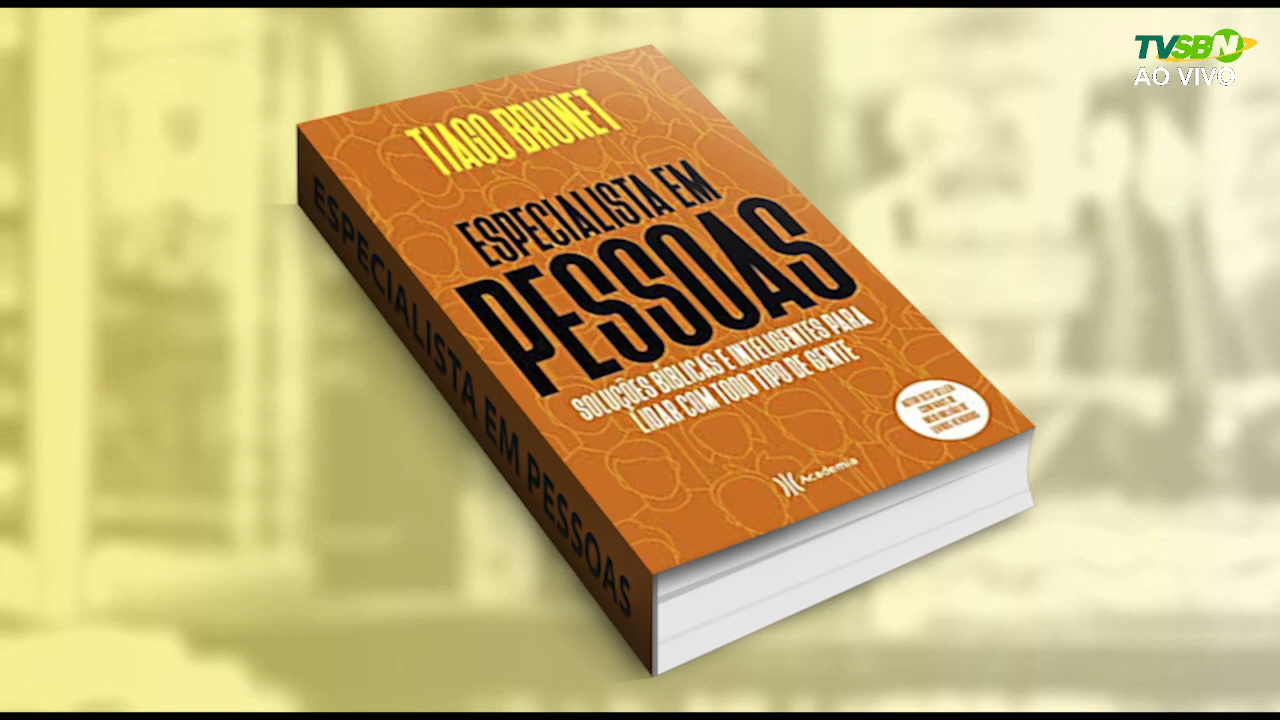 TVSBN
AO VIVO
TIAGO BRUNET
ESPECIALISTA EM
PESSOAS
SOLUÇÕES BÍBLICAS E INTELIGENTES PARA
LIDAR COM TODO TIPO DE GENTE
Academia
ESPECIALISTA EM PESSOAS